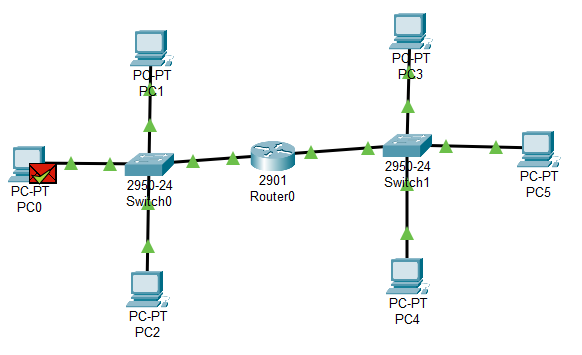 PC-PT
PC1
PC-PT
PC3
PC-PT
PC0
2950-24
Switch0
2901
Router0
2950-24
Switch1
PC-PT
PC5
PC-PT
PC2
PC-PT
PC4